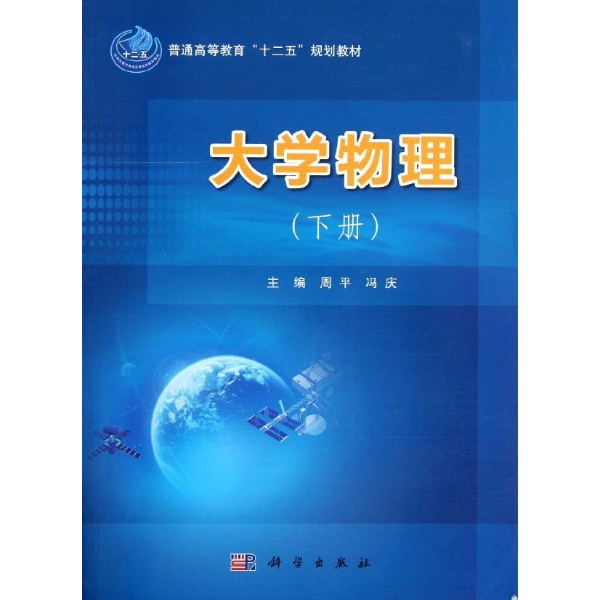 十二·五
普通高等教育“十二五”规划教材
大学物理
（下册）
主 编 周 平 冯 庆
科学出版社